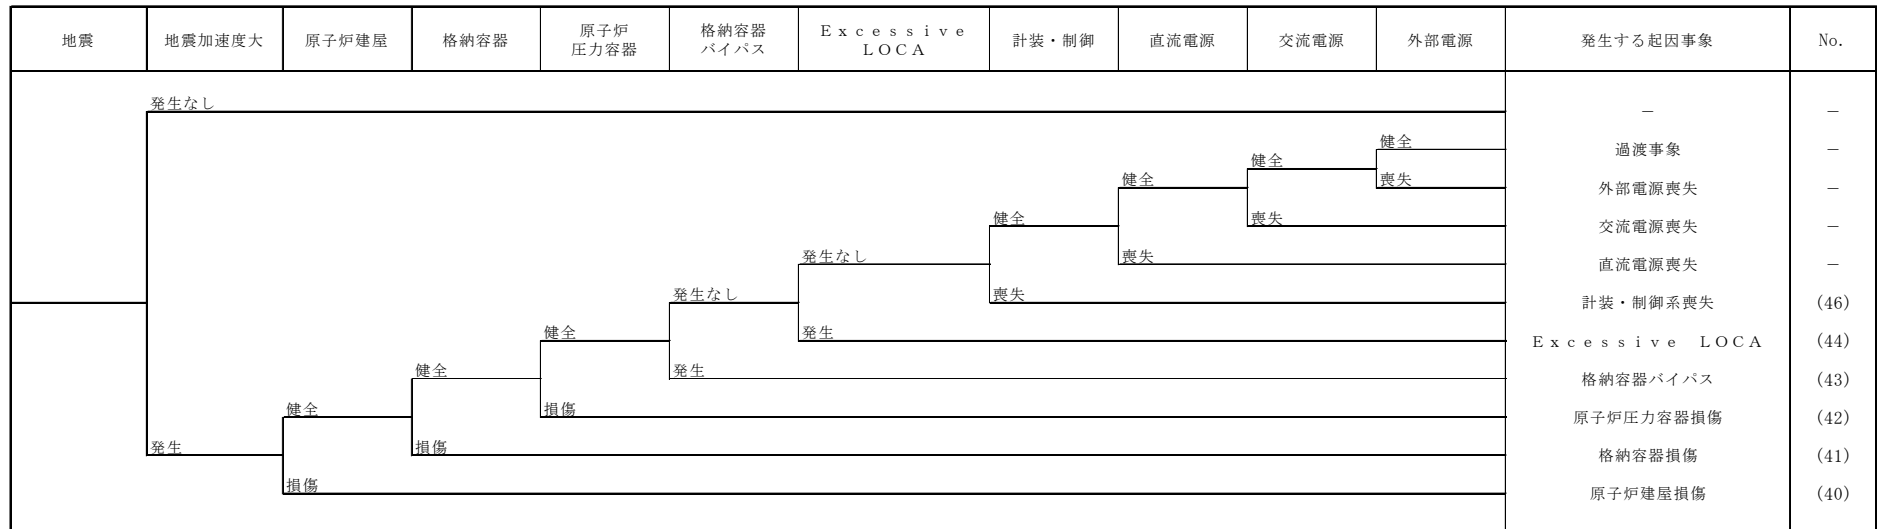 地震
地震加速度大
原子炉建屋
格納容器
原子炉
圧力容器
格納容器
バイパス
Ｅｘｃｅｓｓｉｖｅ
ＬＯＣＡ
計装・制御
直流電源
交流電源
外部電源
発生する起因事象
No.
発生なし
－ －
健全
過渡事象 －
健全
健全 喪失
外部電源喪失 －
健全 喪失
交流電源喪失 －
発生なし 喪失
直流電源喪失 －
発生なし 喪失
計装・制御系喪失 (46)
健全 発生
Ｅｘｃｅｓｓｉｖｅ　ＬＯＣＡ (44)
健全 発生
格納容器バイパス (43)
健全 損傷
原子炉圧力容器損傷 (42)
発生 損傷
格納容器損傷 (41)
損傷
原子炉建屋損傷 (40)